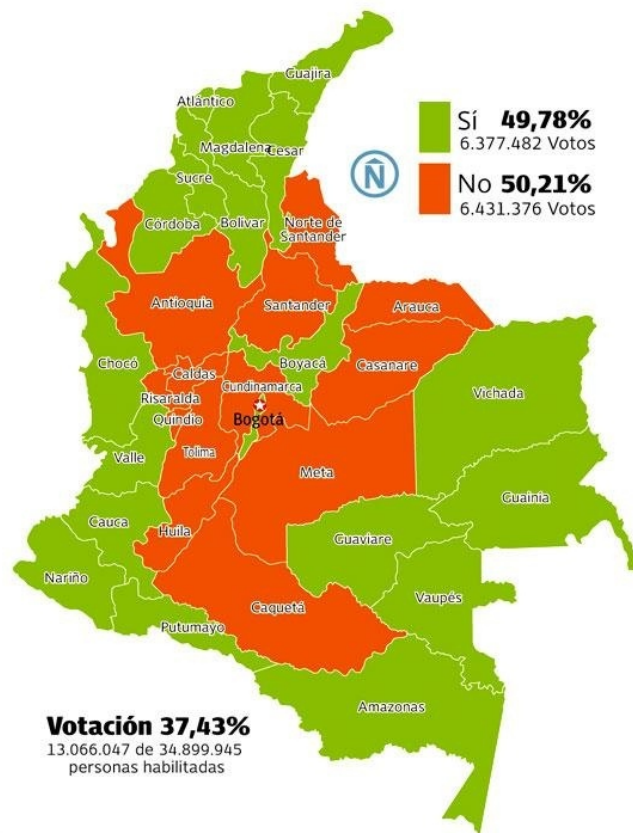 Guajira
Atlántico
Magdalena
Cesar
Sucre
Córdoba
Bolivar
Norte de
Santander
Antioquia
Santander
Arauca
Chocó
Boyacá
Casanare
Caldas
Cundinamarca
Vichada
Risaralda
Quindío
Bogotá
Valle
Tolima
Meta
Guainía
Cauca
Huila
Guaviare
Nariño
Caquetá
Vaupés
Putumayo
Amazonas
N
Sí 49,78%
6.377.482 Votos
No 50,21%
6.431.376 Votos
Votación 37,43%
13.066.047 de 34.899.945
personas habilitadas